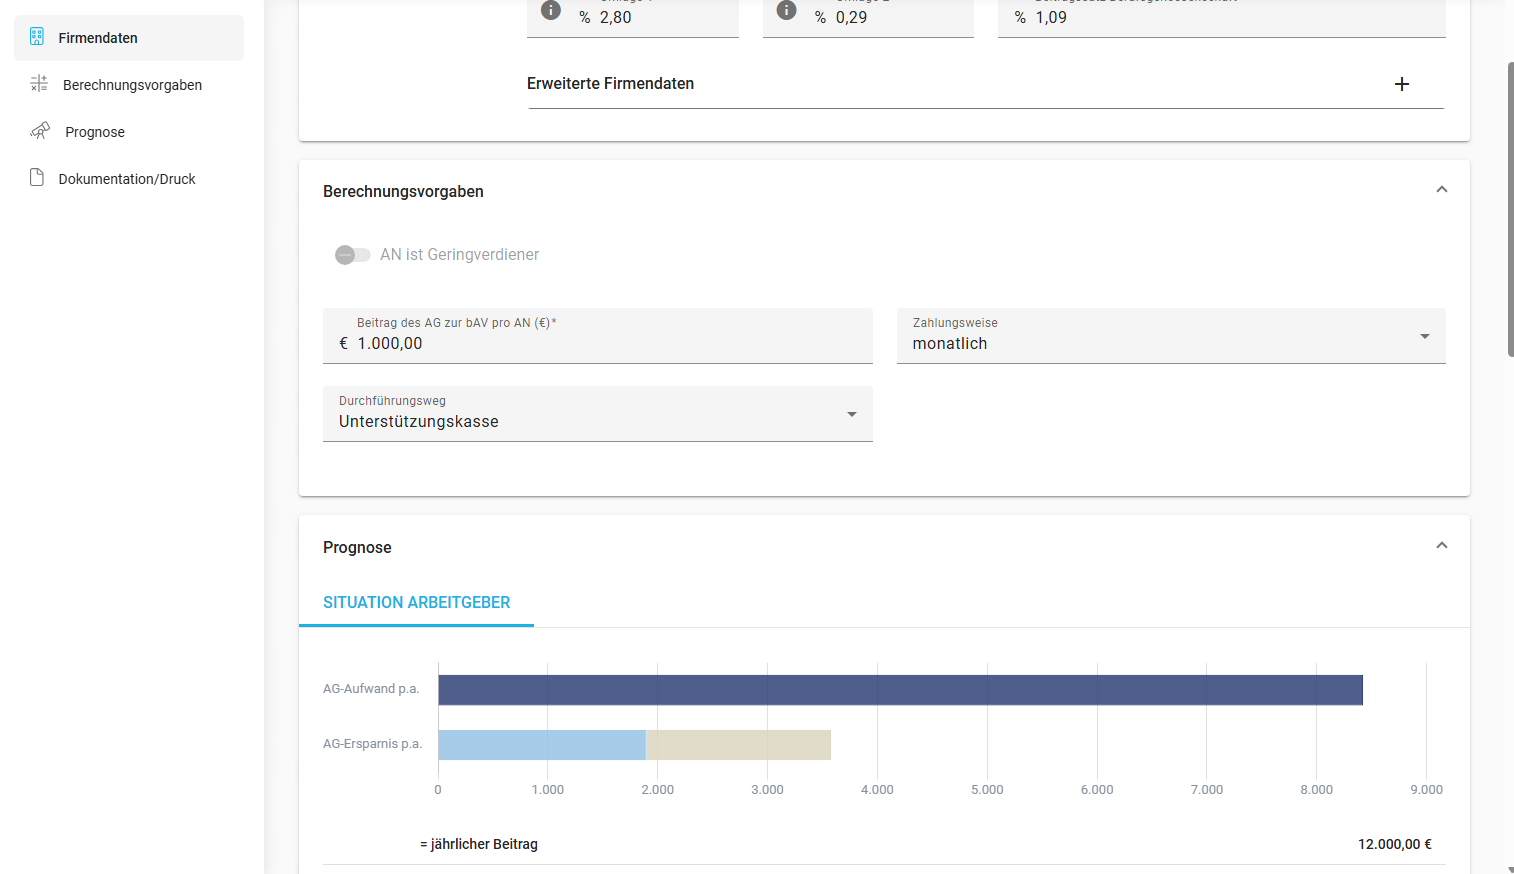 Firmendaten
Berechnungsvorgaben
Prognose
Dokumentation/Druck
% 2,80
% 0,29
% 1,09
Erweiterte Firmendaten
Berechnungsvorgaben
AN ist Geringverdiener
Beitrag des AG zur bAV pro AN (€)*
€ 1.000,00
Zahlungsweise
monatlich
Durchführungsweg
Unterstützungskasse
Prognose
SITUATION ARBEITGEBER
AG-Aufwand p.a.
AG-Ersparnis p.a.
0 1.000 2.000 3.000 4.000 5.000 6.000 7.000 8.000 9.000
= jährlicher Beitrag 12.000,00 €